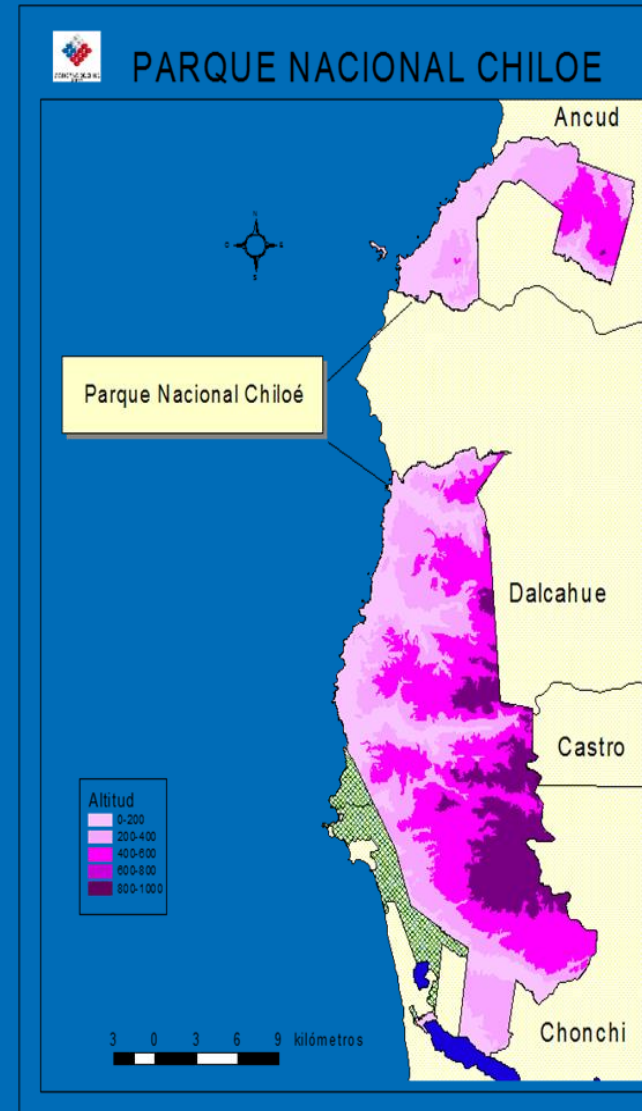 PARQUE NACIONAL CHILOE
Ancud
Parque Nacional Chiloé
Dalcahue
Castro
Altitud
0-200
200-400
400-600
600-800
800-1000
3 0 3 6 9 kilómetros
Chonchi